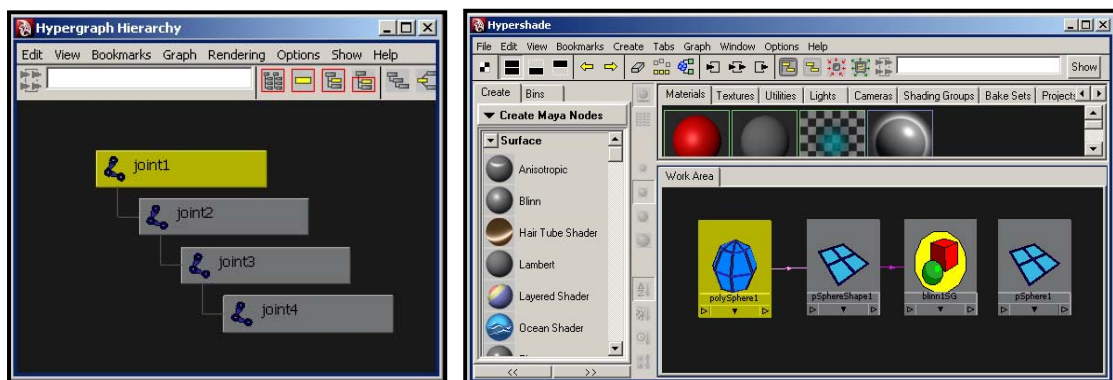 Hypergraph Hierarchy
Edit View Bookmarks Graph Rendering Options Show Help
joint1
joint2
joint3
joint4
Hypershade
File Edit View Bookmarks Create Tabs Graph Window Options Help
Show
Create Bins
Create Maya Nodes
Surface
Anisotropic
Blinn
Hair Tube Shader
Lambert
Layered Shader
Ocean Shader
<< >>
Materials Textures Utilities Lights Cameras Shading Groups Bake Sets Projects
Work Area
polySphere1 pSphereShape1 blinn1SG pSphere1